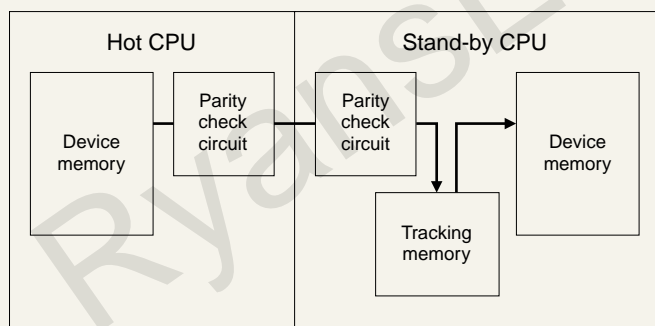 Hot CPU
Stand-by CPU
Device
memory
Parity
check
circuit
Parity
check
circuit
Tracking
memory
Device
memory
RyansL